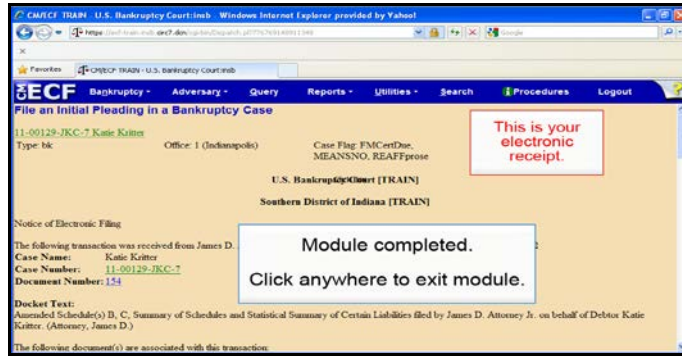 CM/ECF TRAIN - U.S. Bankruptcy Court:insb - Windows Internet Explorer provided by Yahoo!
Google
Favorites CM/ECF TRAIN - U.S. Bankruptcy Court:insb
ECF Bankruptcy Adversary Query Reports Utilities Search Procedures Logout ?
File an Initial Pleading in a Bankruptcy Case
11-00129-JKC-7 Katie Kritter
Type: bk Office: 1 (Indianapolis) Case Flag: FMCertDue,
MEANSNO, REAFFprose
This is your
electronic
receipt.
U.S. Bankruptcy Court [TRAIN]
Southern District of Indiana [TRAIN]
Notice of Electronic Filing
The following transaction was received from James D.
Case Name: Katie Kritter
Case Number: 11-00129-JKC-7
Document Number: 154
Module completed.
Click anywhere to exit module.
Docket Text:
Amended Schedule(s) B, C, Summary of Schedules and Statistical Summary of Certain Liabilities filed by James D. Attorney Jr. on behalf of Debtor Katie
Kritter. (Attorney, James D.)
The following document(s) are associated with this transaction: